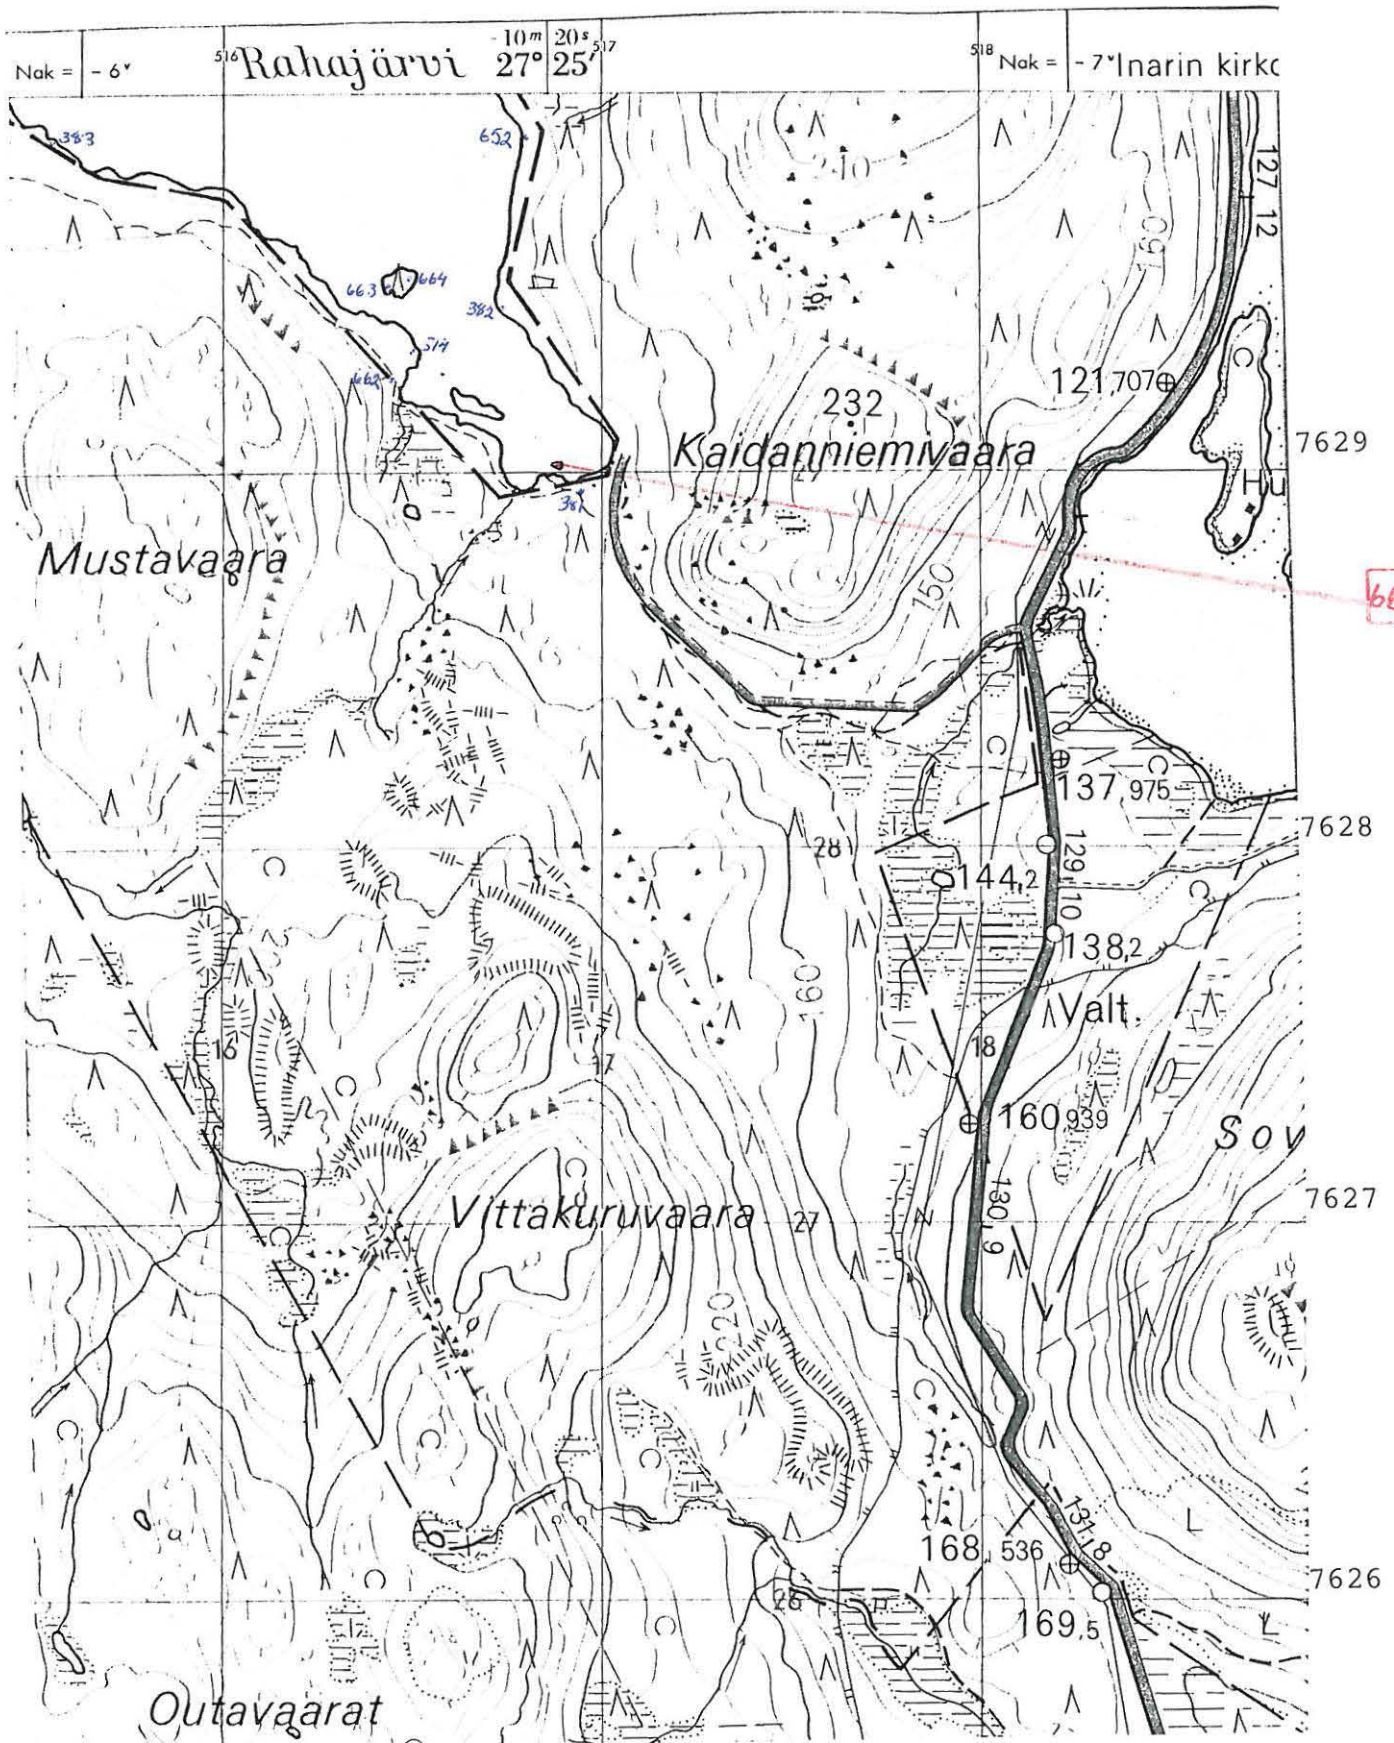 Nak = - 6ᵛ
516
Rahajärvi
-10ᵐ 20ˢ
27° 25'
517
518
Nak = - 7ᵛ
Inarin kirkc
383
652
240
127 12
160
663
664
382
514
662
121,707
C
232
Kaidanniemivaara
7629
Hu
381
Mustavaara
150
C
C
137,975
7628
28
129 10
C
144,2
C
138,2
Valt.
160
16
17
18
C
160,939
Sov
C
130 9
7627
Vittakuruvaara
27
C
220
C
C
C
C
L
131 8
168,536
C
7626
26
169,5
C
L
Outavaarat